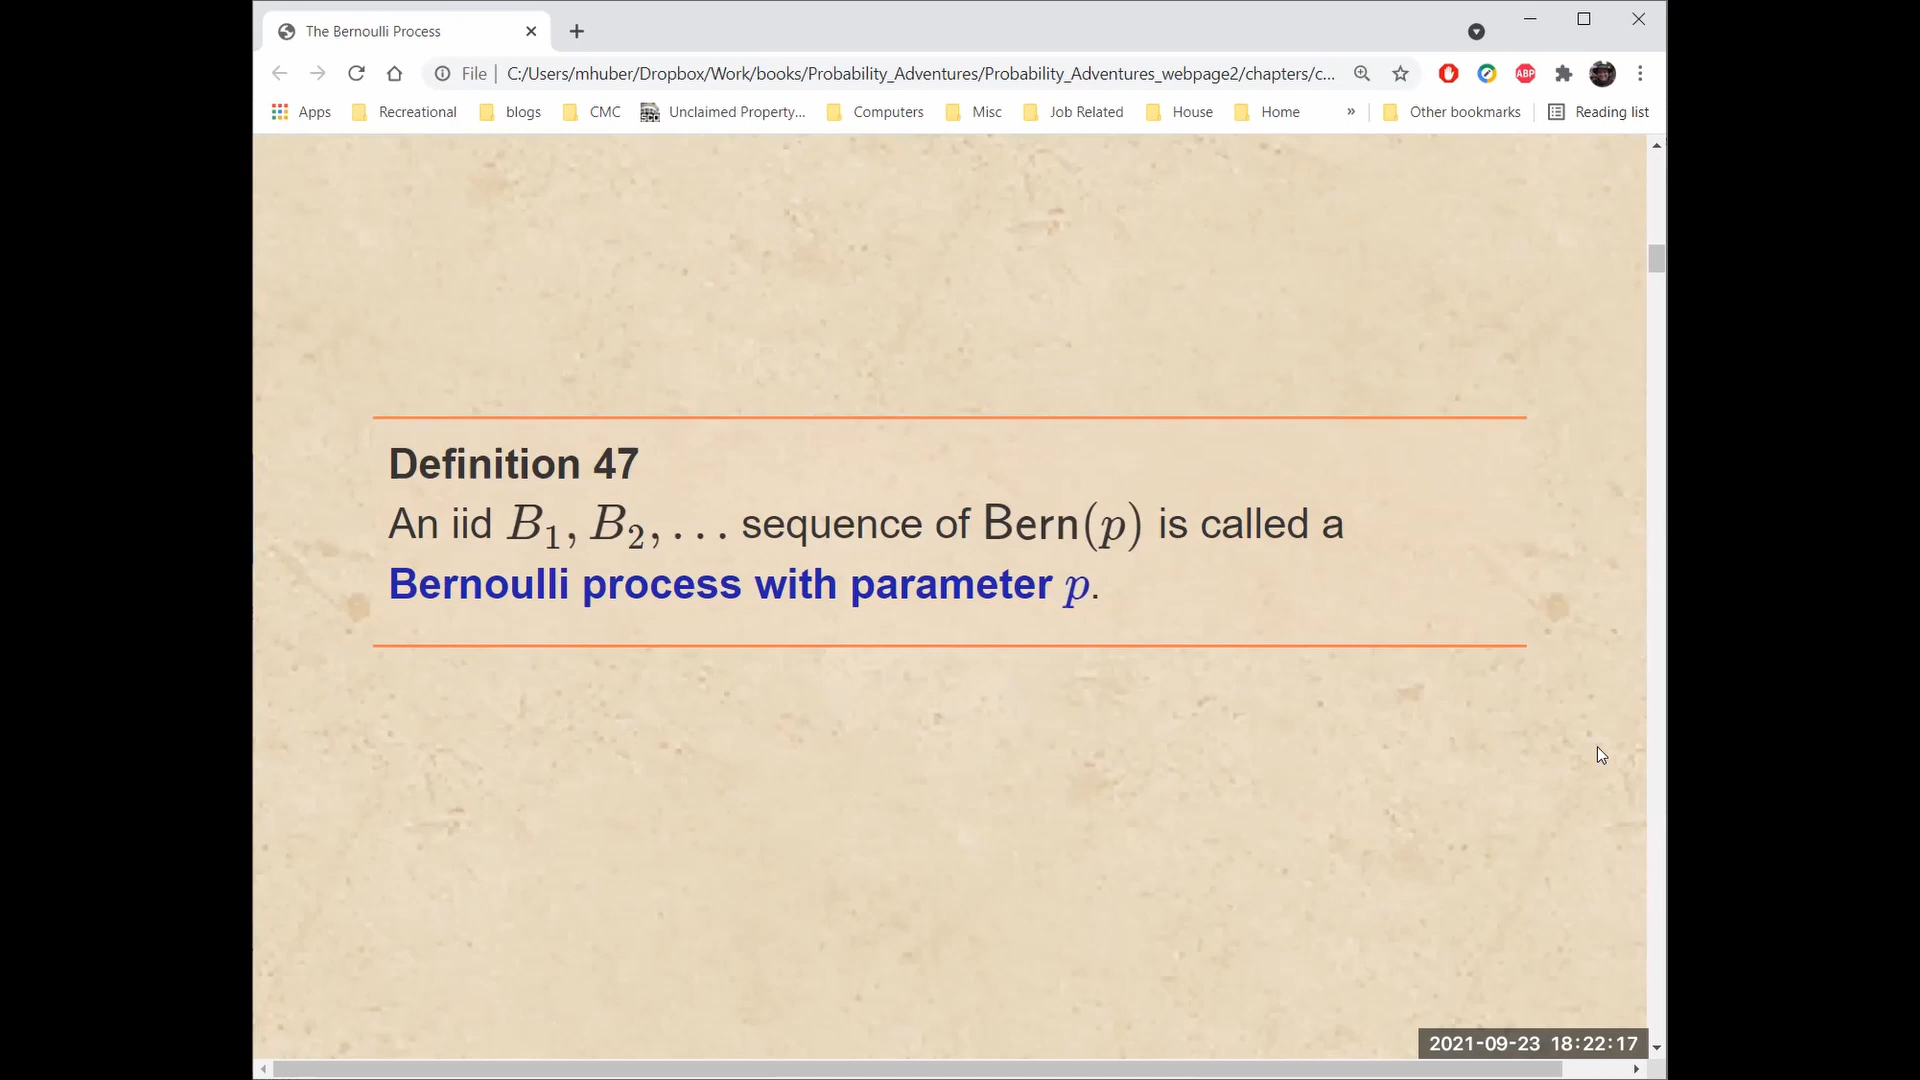 The Bernoulli Process
File C:/Users/mhuber/Dropbox/Work/books/Probability_Adventures/Probability_Adventures_webpage2/chapters/c...
ABP
Apps Recreational blogs CMC Unclaimed Property... Computers Misc Job Related House Home » Other bookmarks Reading list
Definition 47
An iid B₁, B₂, . . . sequence of Bern(p) is called a
Bernoulli process with parameter p.
2021-09-23 18:22:17